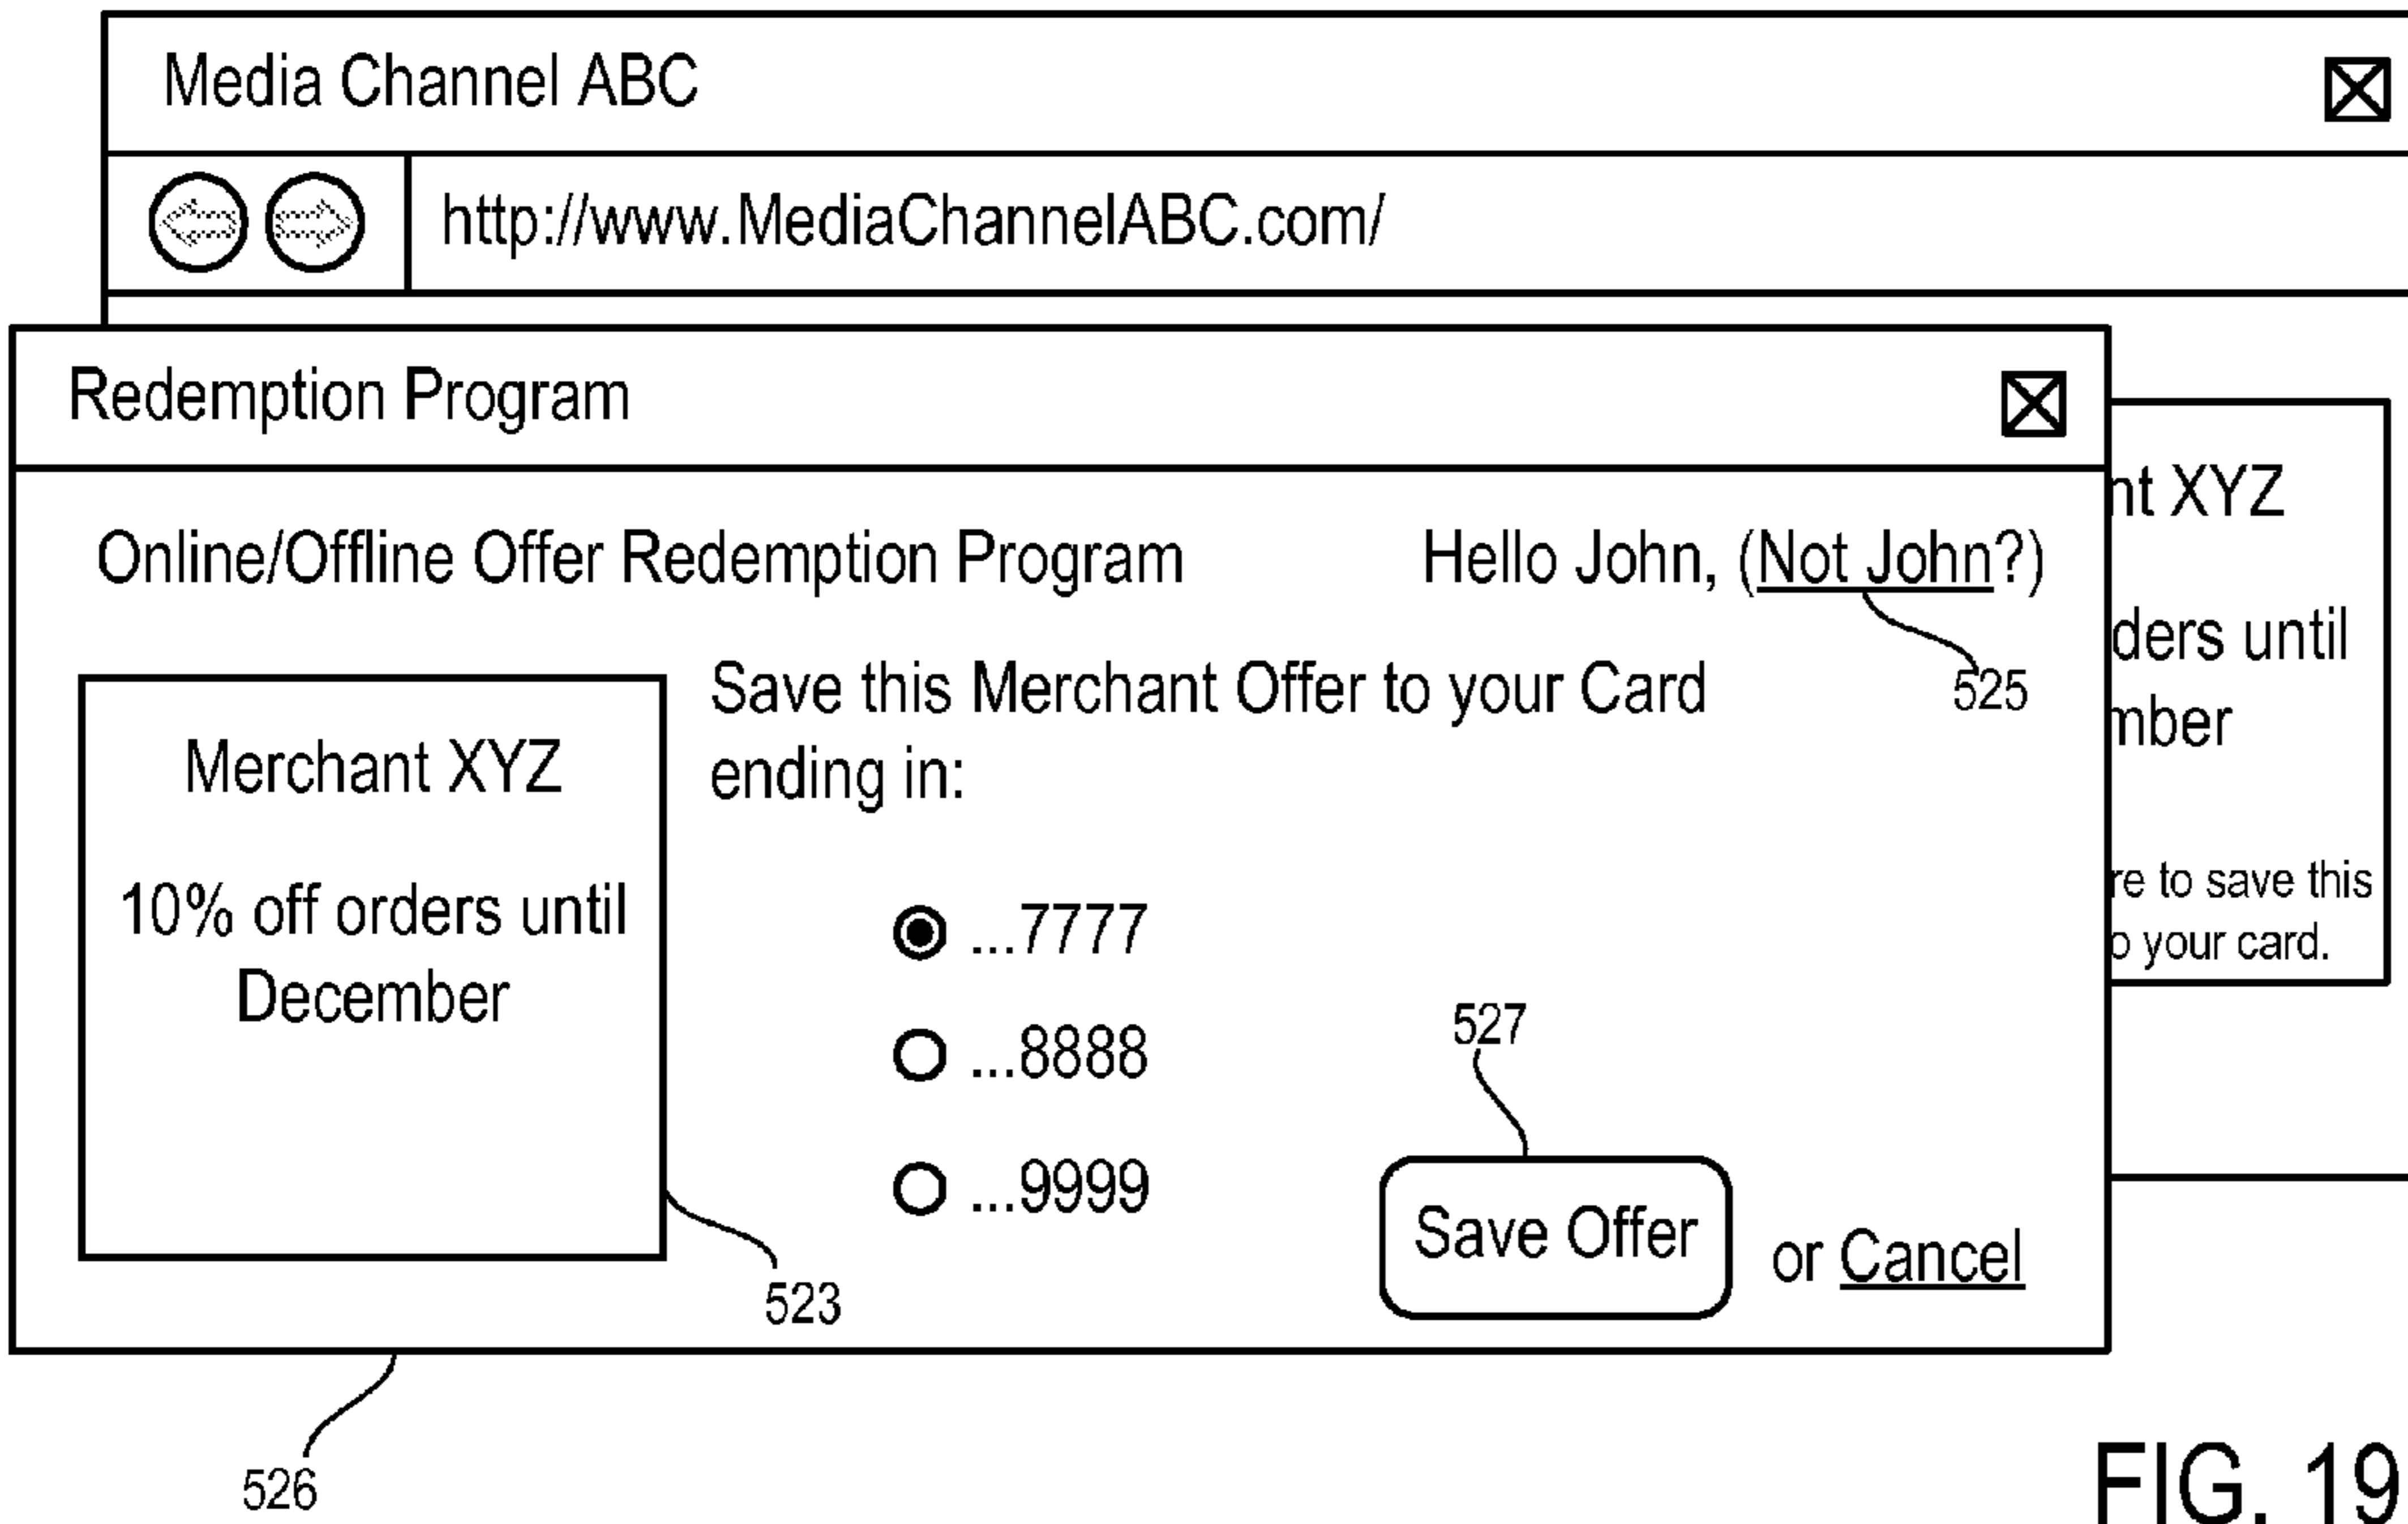 Media Channel ABC
http://www.MediaChannelABC.com/
Redemption Program
Online/Offline Offer Redemption Program
Hello John, (Not John?)
525
Save this Merchant Offer to your Card
ending in:
Merchant XYZ
10% off orders until
December
523
...7777
...8888
...9999
527
Save Offer
or Cancel
nt XYZ
ders until
mber
re to save this
o your card.
526
FIG. 19